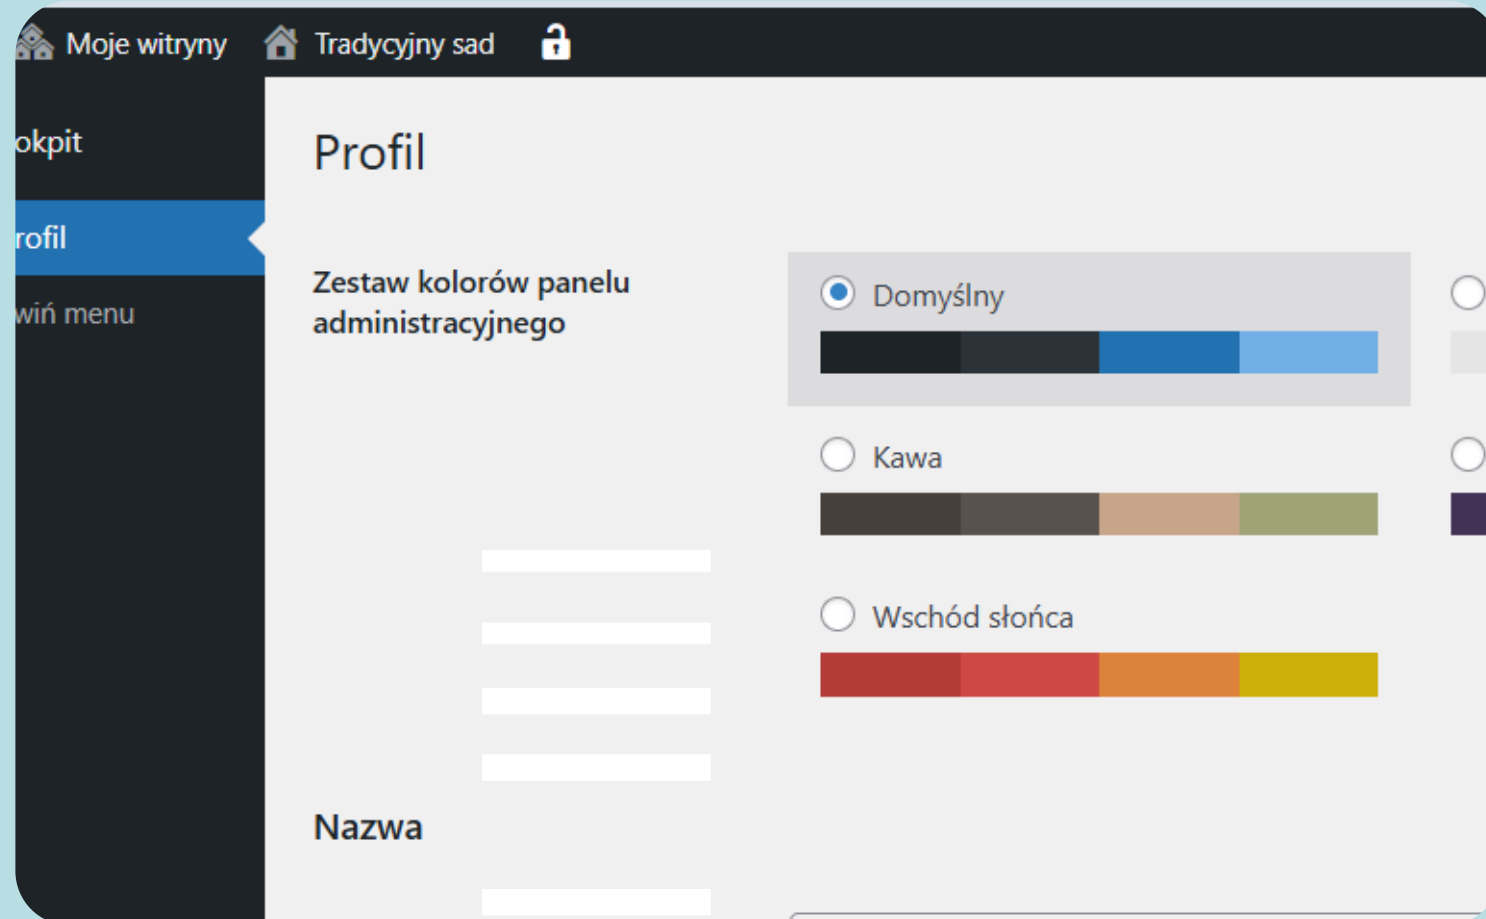 Moje witryny Tradycyjny sad
okpit
Profil
rofil
Zestaw kolorów panelu
administracyjnego
Domyślny
wiń menu
Kawa
Wschód słońca
Nazwa